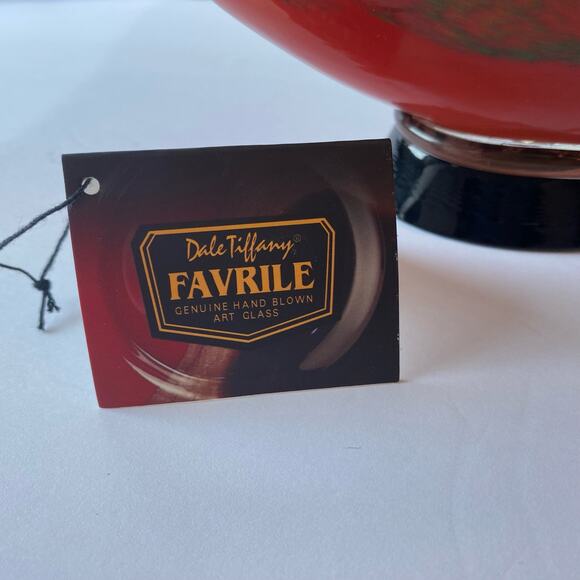 Dale Tiffany®
FAVRILE
GENUINE HAND BLOWN
ART GLASS